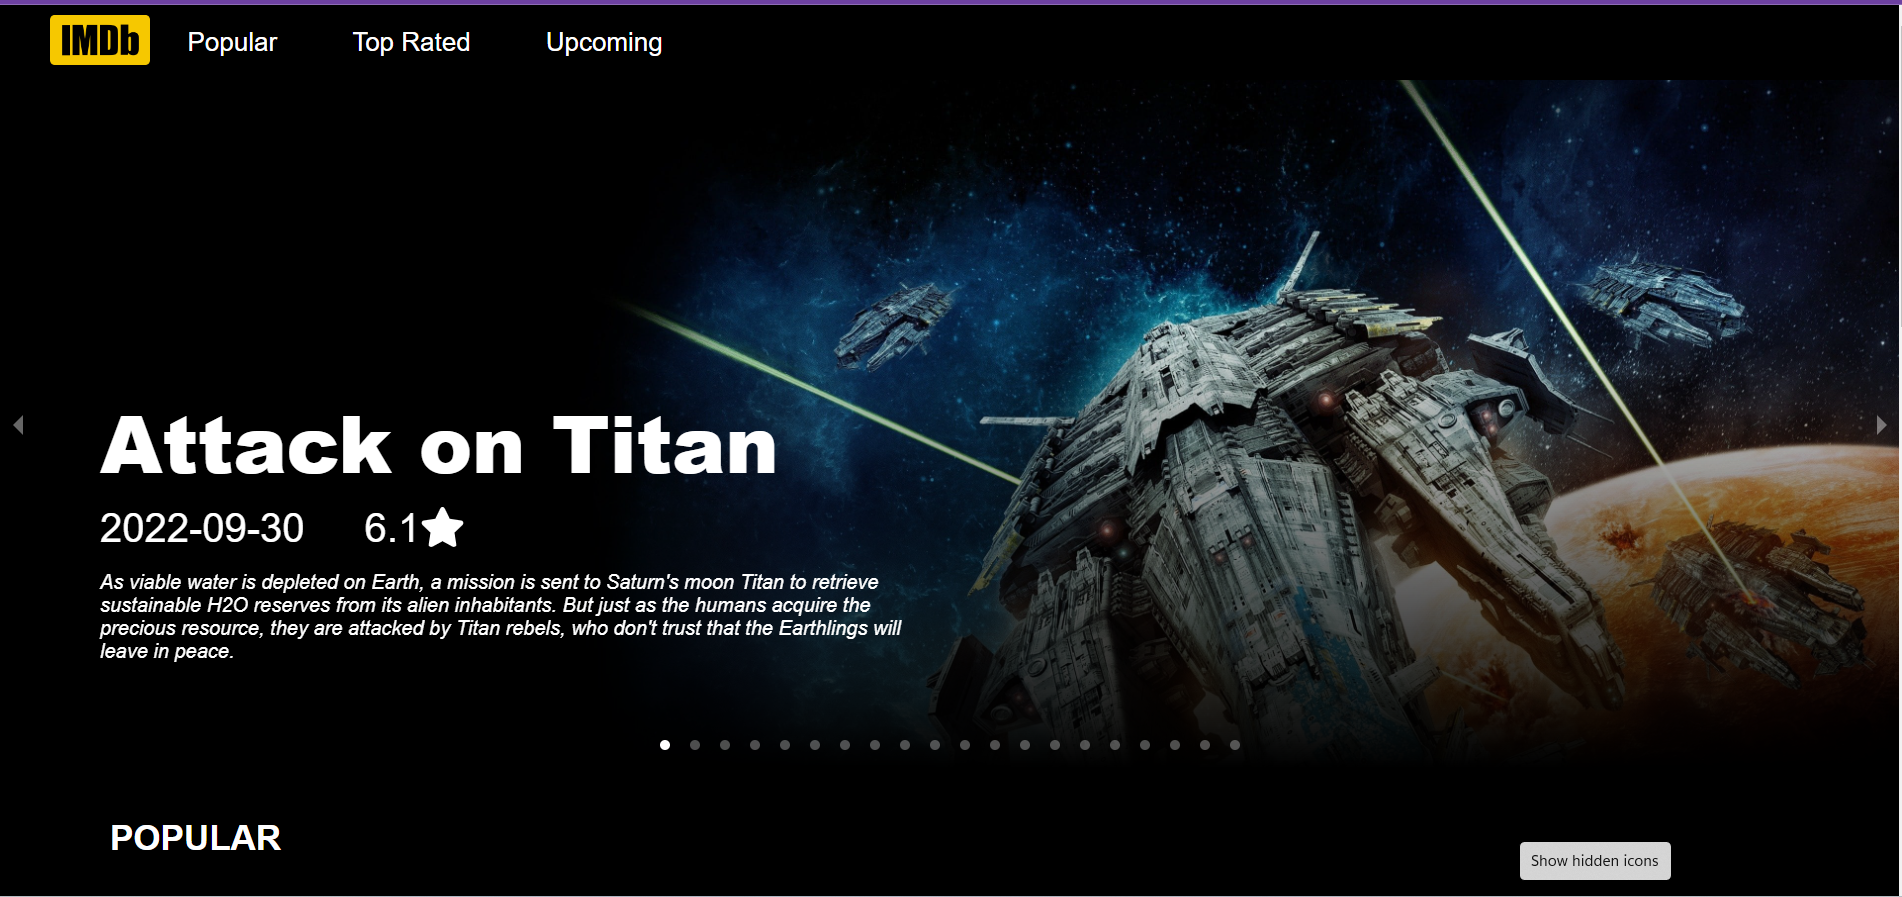 IMDb Popular Top Rated Upcoming
Attack on Titan
2022-09-30 6.1
As viable water is depleted on Earth, a mission is sent to Saturn's moon Titan to retrieve
sustainable H2O reserves from its alien inhabitants. But just as the humans acquire the
precious resource, they are attacked by Titan rebels, who don't trust that the Earthlings will
leave in peace.
POPULAR
Show hidden icons